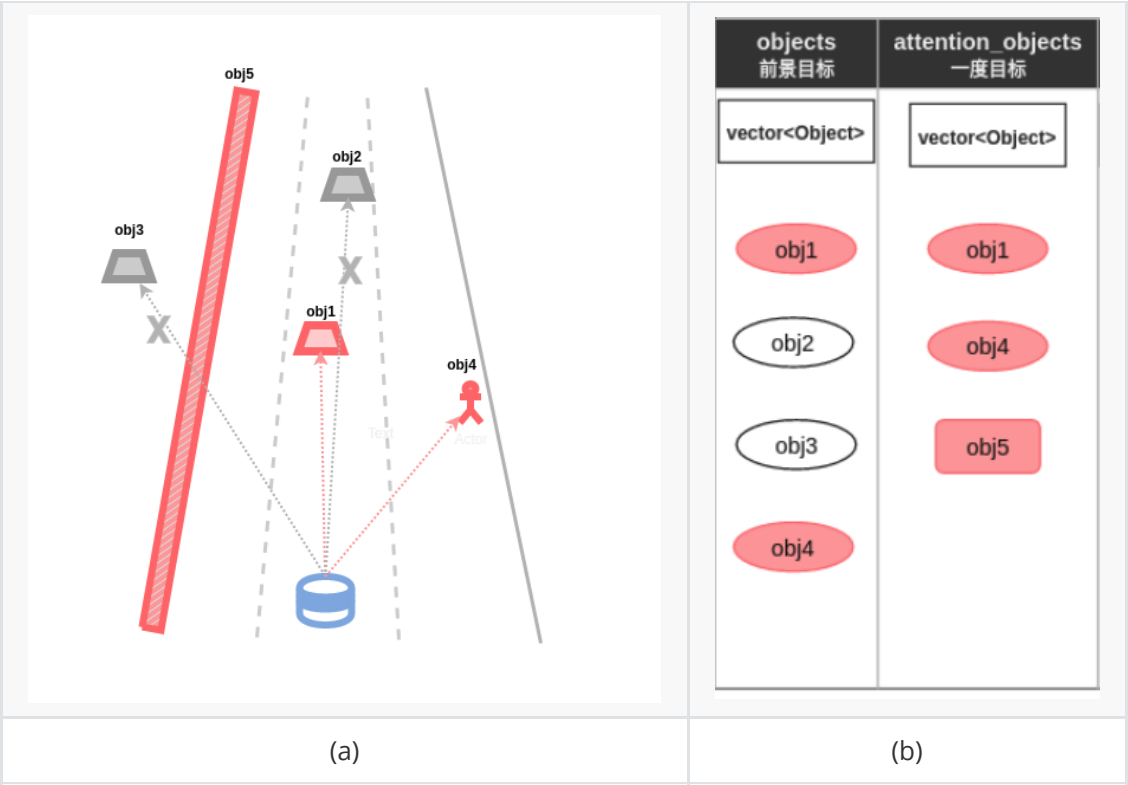 obj5
obj2
obj3
obj1
obj4
X
X
Text
Actor
(a)
objects
前景目标
attention_objects
一度目标
vector<Object>
vector<Object>
obj1
obj1
obj2
obj4
obj3
obj5
obj4
(b)